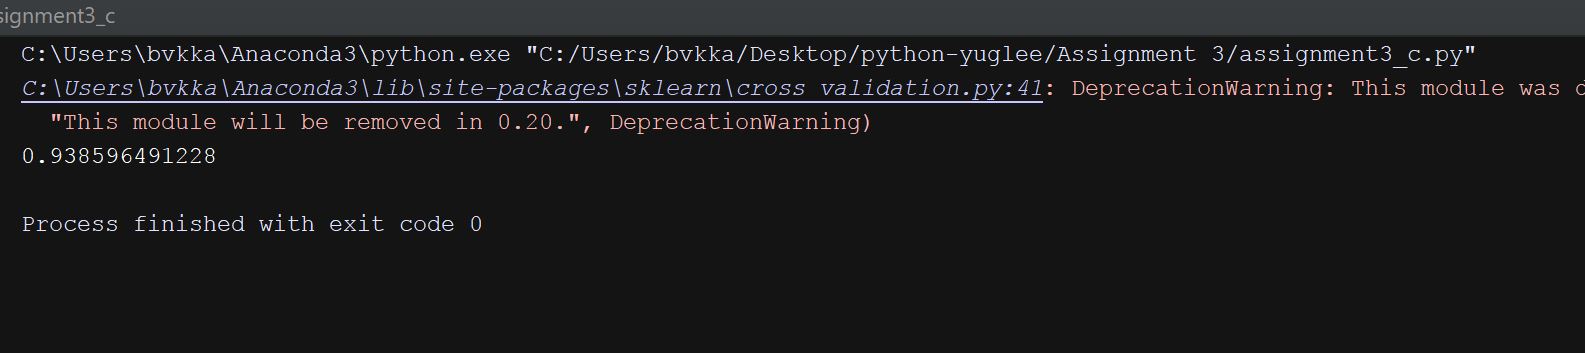 signment3_c
C:\Users\bvkka\Anaconda3\python.exe "C:/Users/bvkka/Desktop/python-yuglee/Assignment 3/assignment3_c.py"
C:\Users\bvkka\Anaconda3\lib\site-packages\sklearn\cross_validation.py:41: DeprecationWarning: This module was
"This module will be removed in 0.20.", DeprecationWarning)
0.938596491228
Process finished with exit code 0